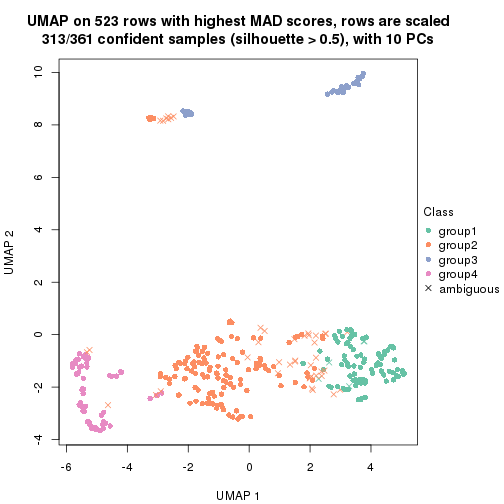 UMAP on 523 rows with highest MAD scores, rows are scaled
313/361 confident samples (silhouette > 0.5), with 10 PCs
10
8
6
4
2
0
-2
-4
UMAP 2
-6
-4
-2
0
2
4
UMAP 1
Class
group1
group2
group3
group4
ambiguous